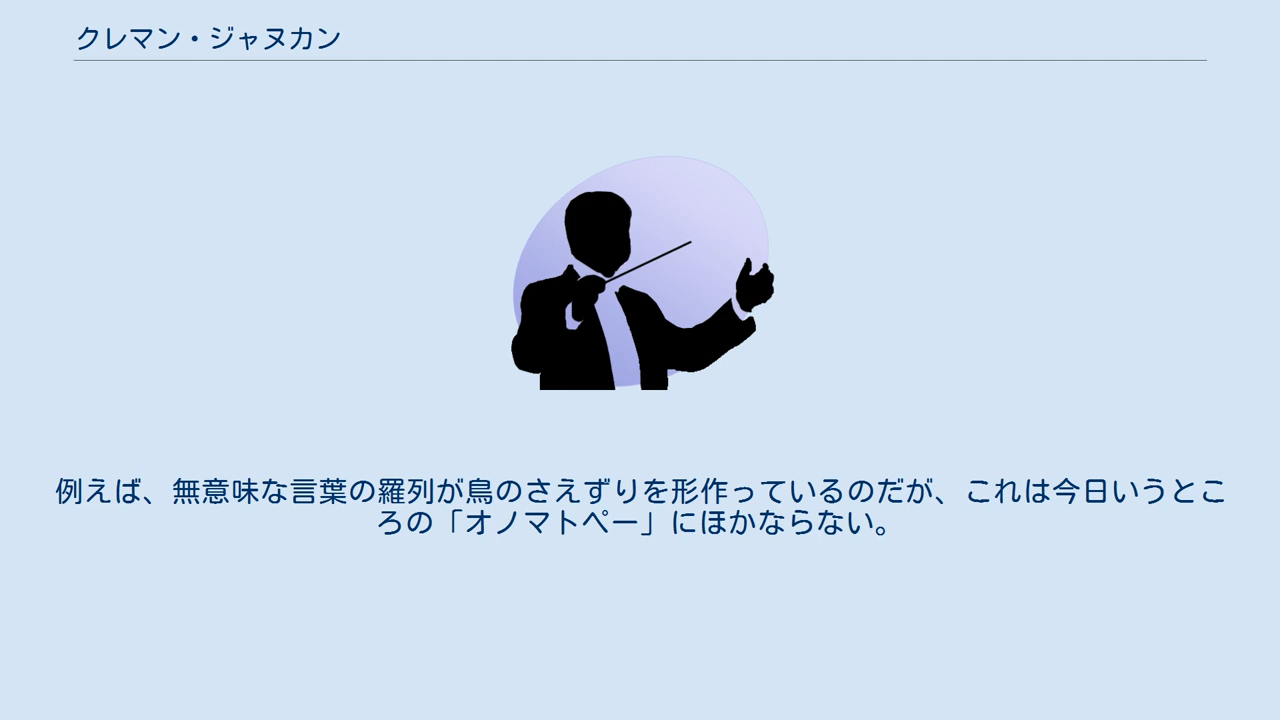 クレマン・ジャヌカン
例えば、無意味な言葉の羅列が鳥のさえずりを形作っているのだが、これは今日いうとこ
ろの「オノマトペー」にほかならない。